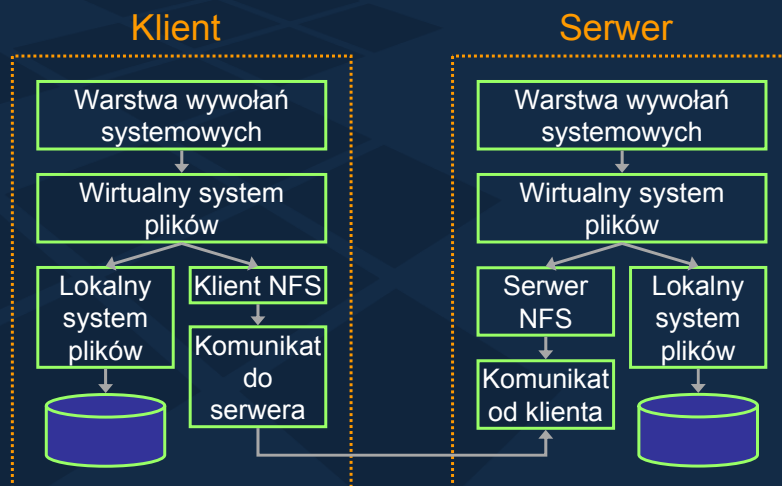 Klient
Warstwa wywołań
systemowych
Wirtualny system
plików
Lokalny
system
plików
Klient NFS
Komunikat
do
serwera
Serwer
Warstwa wywołań
systemowych
Wirtualny system
plików
Serwer
NFS
Komunikat
od klienta
Lokalny
system
plików